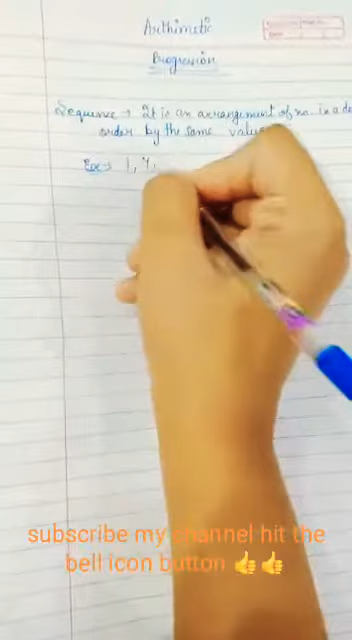 Arithmetic
Progression
Sequence → It is an arrangement of no. in a de
order by the same value
Ex → 1, 7,
subscribe my channel hit the
bell icon button 👍👍